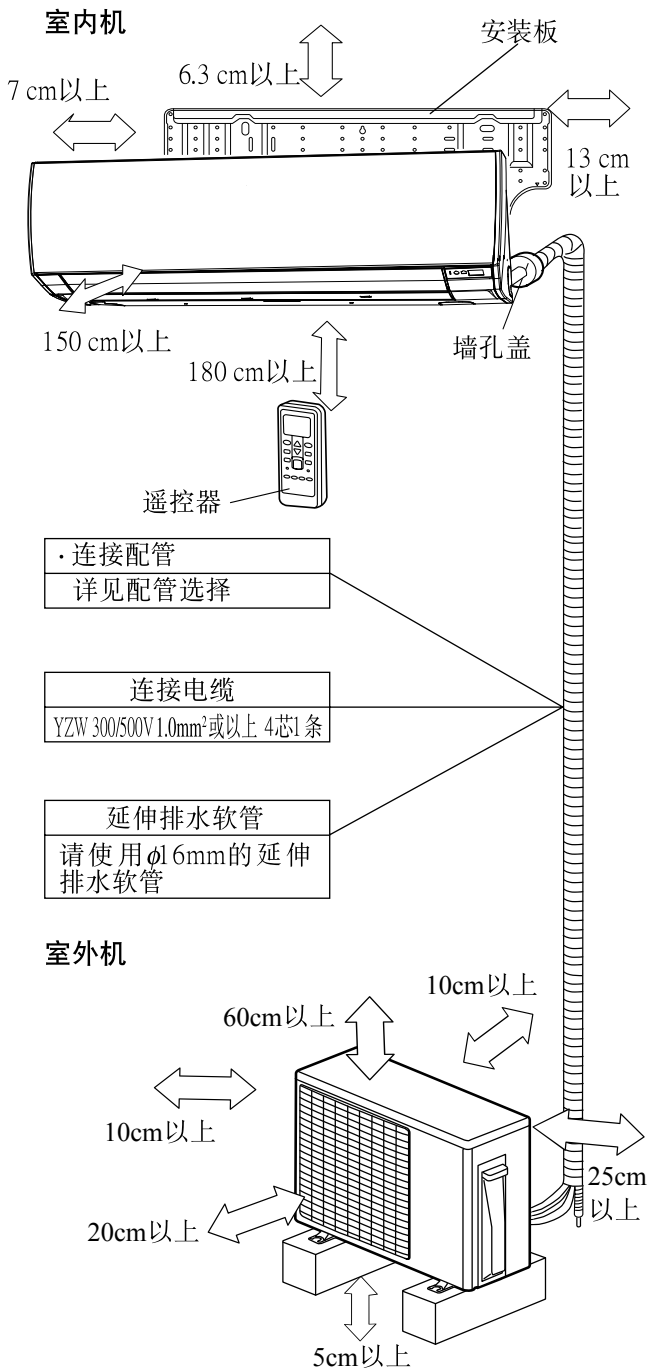 室内机
安装板
6.3 cm以上
7 cm以上
13 cm
以上
150 cm以上
墙孔盖
180 cm以上
遥控器
·连接配管
详见配管选择
连接电缆
YZW 300/500V 1.0mm²或以上 4芯1条
延伸排水软管
请使用ϕ16mm的延伸
排水软管
室外机
10cm以上
60cm以上
10cm以上
25cm
以上
20cm以上
5cm以上